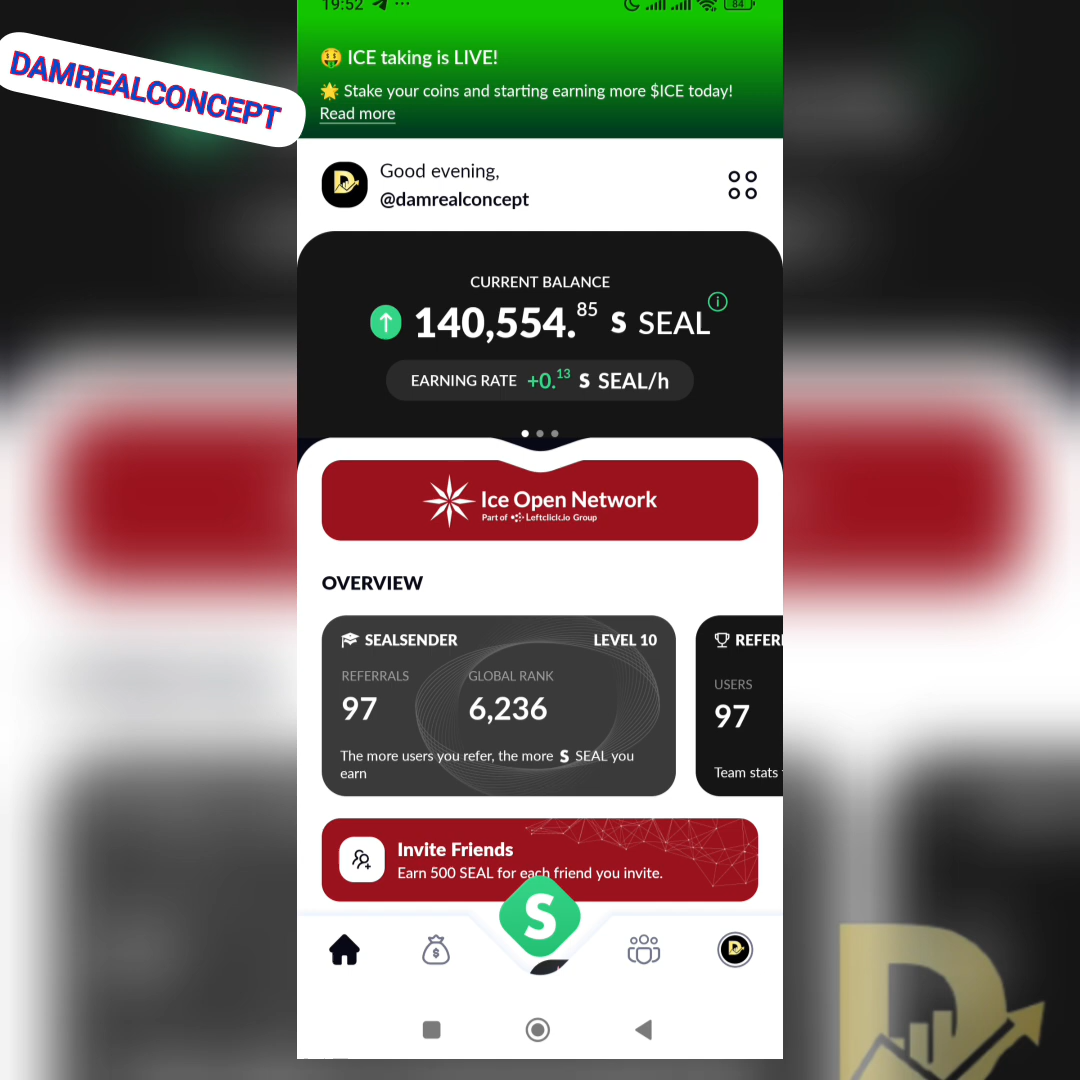 19:52
84
DAMREALCONCEPT
🤑 ICE taking is LIVE!
🌟 Stake your coins and starting earning more $ICE today!
Read more
Good evening,
@damrealconcept
CURRENT BALANCE
140,554.85 S SEAL
EARNING RATE +0.13 S SEAL/h
Ice Open Network
Part of Leftclick.io Group
OVERVIEW
SEALSENDER LEVEL 10
REFERRALS GLOBAL RANK
97 6,236
The more users you refer, the more S SEAL you
earn
REFER
USERS
97
Team stats
Invite Friends
Earn 500 SEAL for each friend you invite.
S